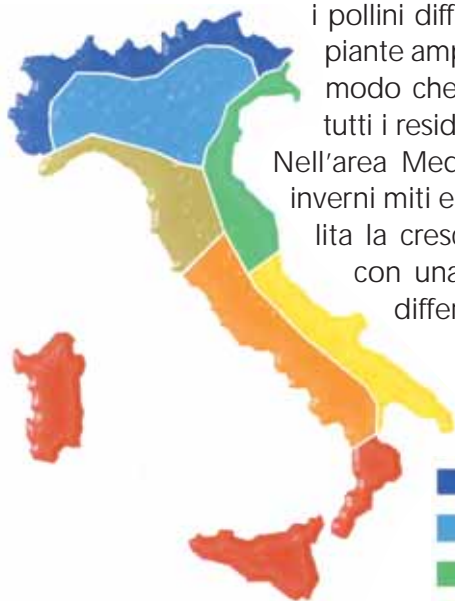 i pollini diff
piante amp
modo che
tutti i resid
Nell'area Med
inverni miti e
lita la cresc
con una
differ